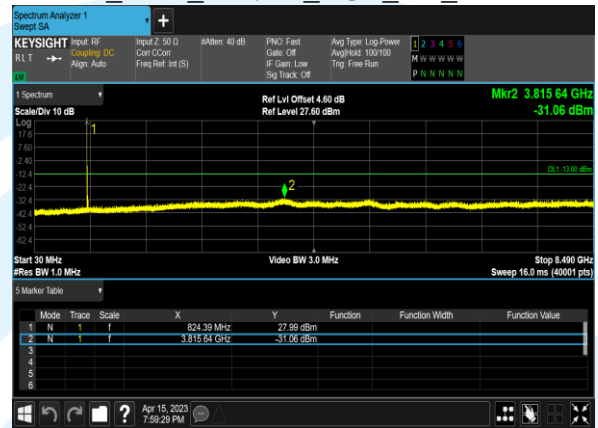 Spectrum Analyzer 1
Swept SA
KEYSIGHT Input: RF Input Z: 50 Ω #Atten: 40 dB PNO: Fast Avg Type: Log-Power 1 2 3 4 5 6
R L T Coupling: DC Corr CCorr Gate: Off Avg|Hold: 100/100 M W W W W W
Align: Auto Freq Ref: Int (S) IF Gain: Low Trig: Free Run
Sig Track: Off P N N N N N
1 Spectrum Ref Lvl Offset 4.60 dB Mkr2 3.815 64 GHz
Scale/Div 10 dB Ref Level 27.60 dBm -31.06 dBm
Log
17.6
7.60
-2.40
-12.4 DL1 -13.00 dBm
-22.4
-32.4
-42.4
-52.4
-62.4
1
2
Start 30 MHz Video BW 3.0 MHz Stop 8.490 GHz
#Res BW 1.0 MHz Sweep 16.0 ms (40001 pts)
5 Marker Table
Mode Trace Scale X Y Function Function Width Function Value
1 N 1 f 824.39 MHz 27.99 dBm
2 N 1 f 3.815 64 GHz -31.06 dBm
3
4
5
6
Apr 15, 2023
7:59:29 PM